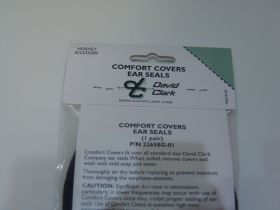 HEADSET
ACCESSORY
COMFORT COVERS
EAR SEALS
David
Clark
WWW.DAVIDCLARK.COM
COMFORT COVERS
EAR SEALS
(1 pair)
P/N 22658G-01
Comfort Covers fit over all standard size David Clark
Company ear seals. When soiled, remove covers and
wash with mild soap and water.
Thoroughly air dry before replacing to prevent moisture
from damaging the earphone element.
CAUTION: Significant decrease in attenuation,
particularly in lower frequencies, may occur with use of
Comfort Covers since they inhibit proper sealing of ear
seals. Use of Comfort Covers in sustained high noise